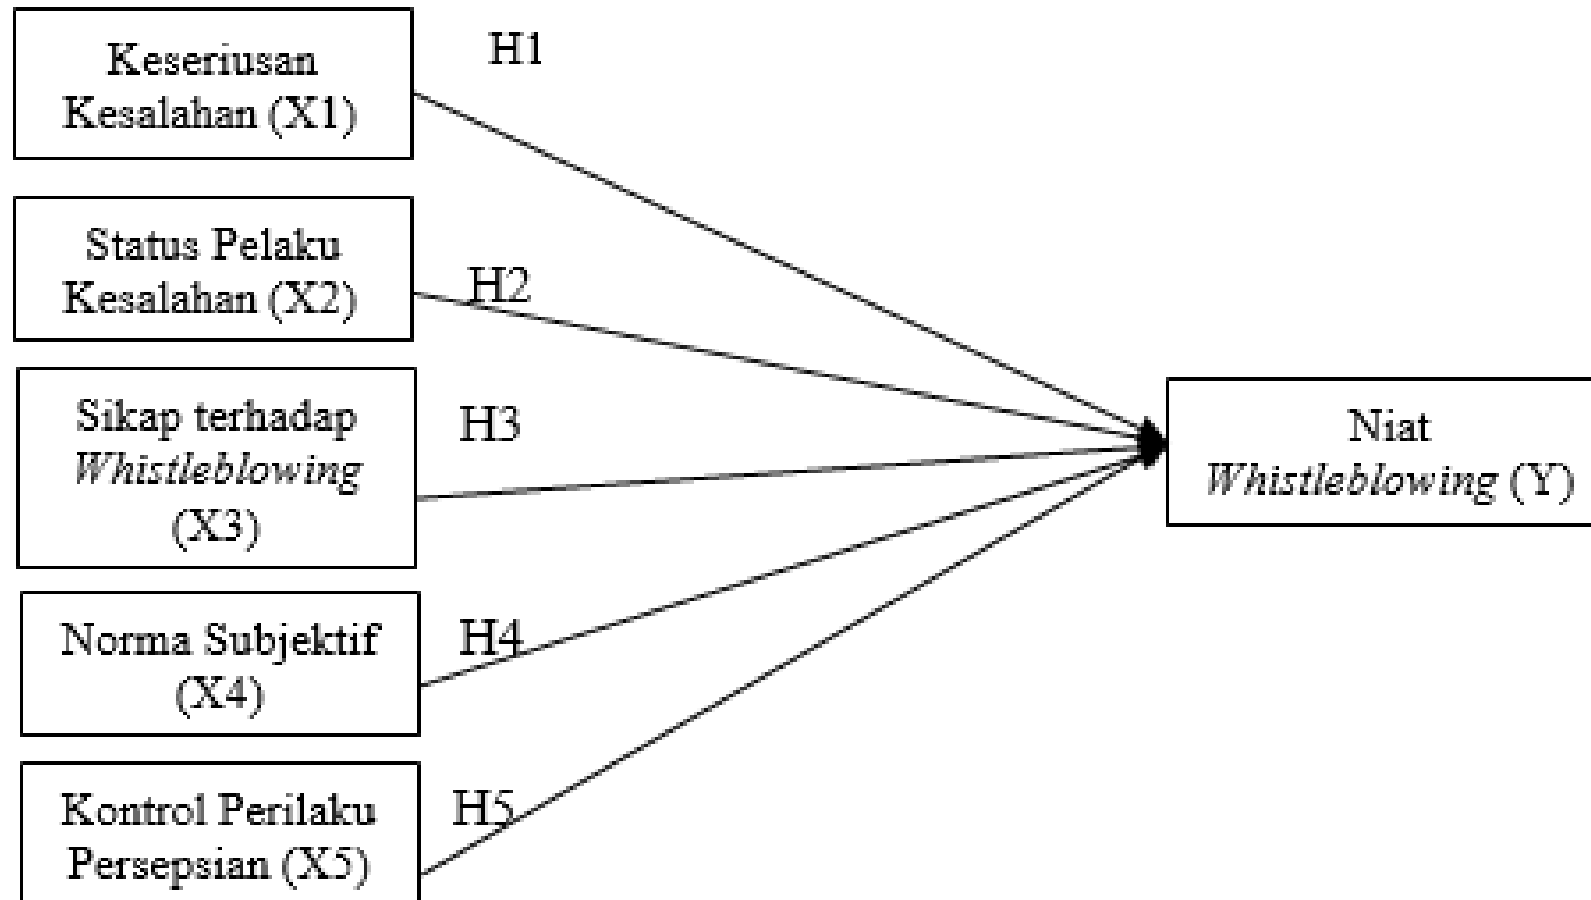 Keseriusan
Kesalahan (X1)
H1
Status Pelaku
Kesalahan (X2)
H2
Sikap terhadap
Whistleblowing
(X3)
H3
Niat
Whistleblowing (Y)
Norma Subjektif
(X4)
H4
Kontrol Perilaku
Persepsian (X5)
H5